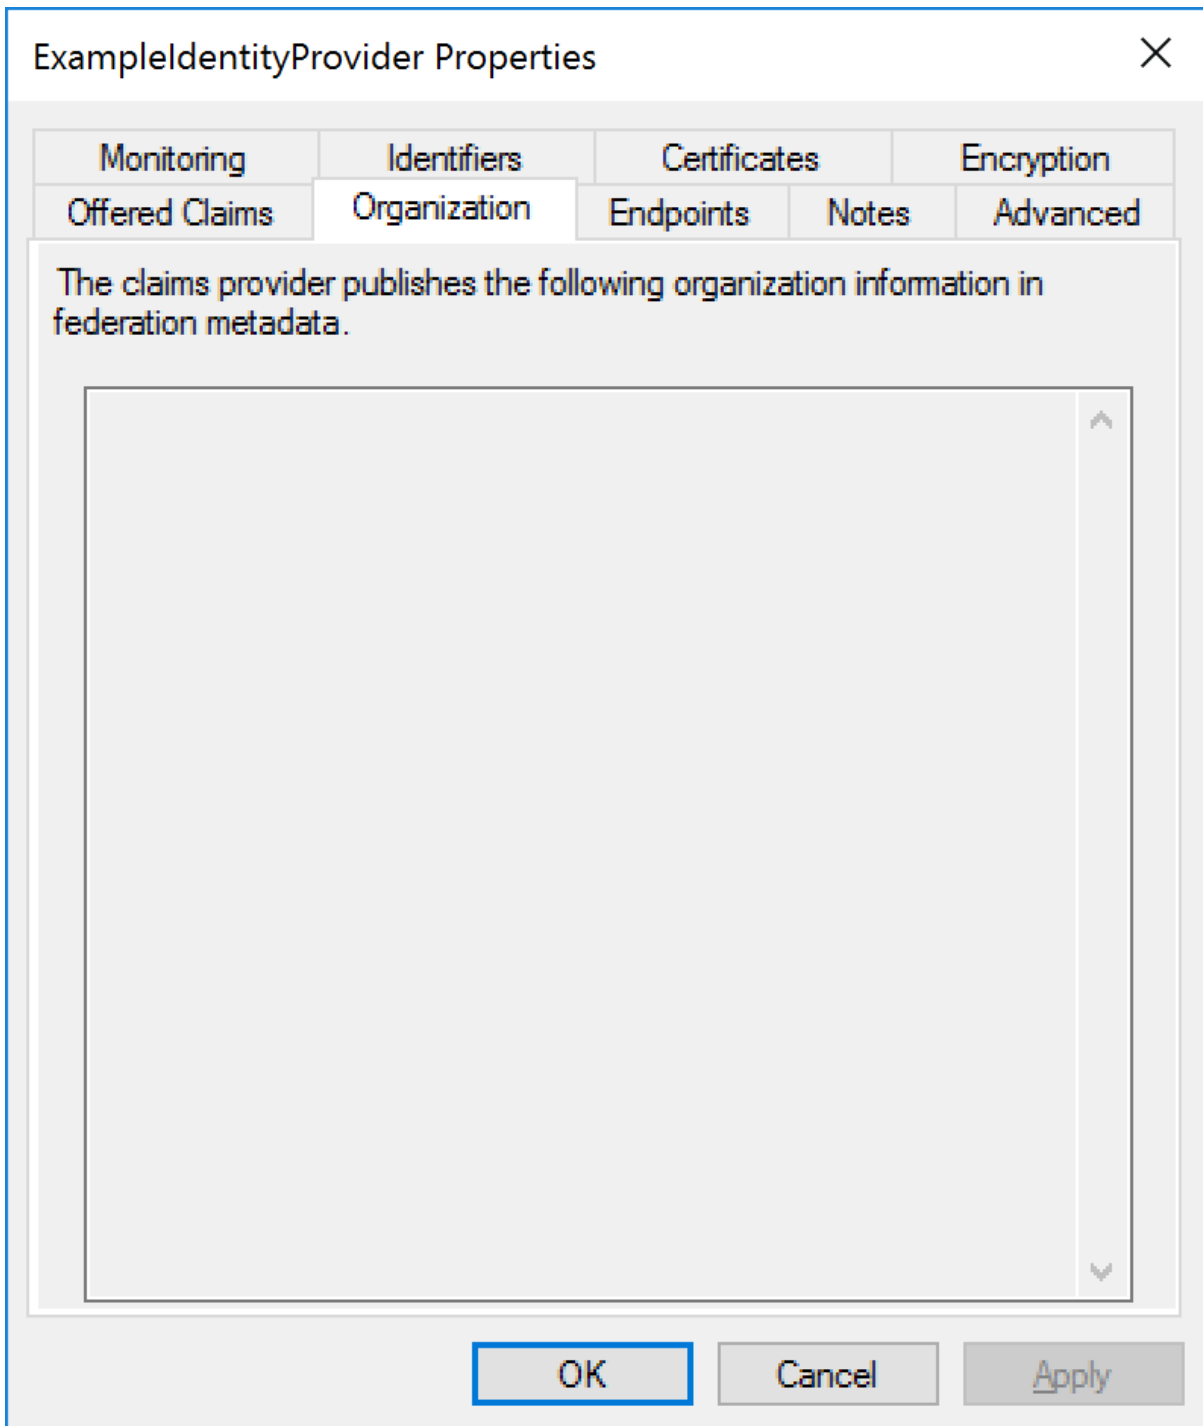 ExampleIdentityProvider Properties
Monitoring Identifiers Certificates Encryption
Offered Claims Organization Endpoints Notes Advanced
The claims provider publishes the following organization information in
federation metadata.
OK Cancel Apply